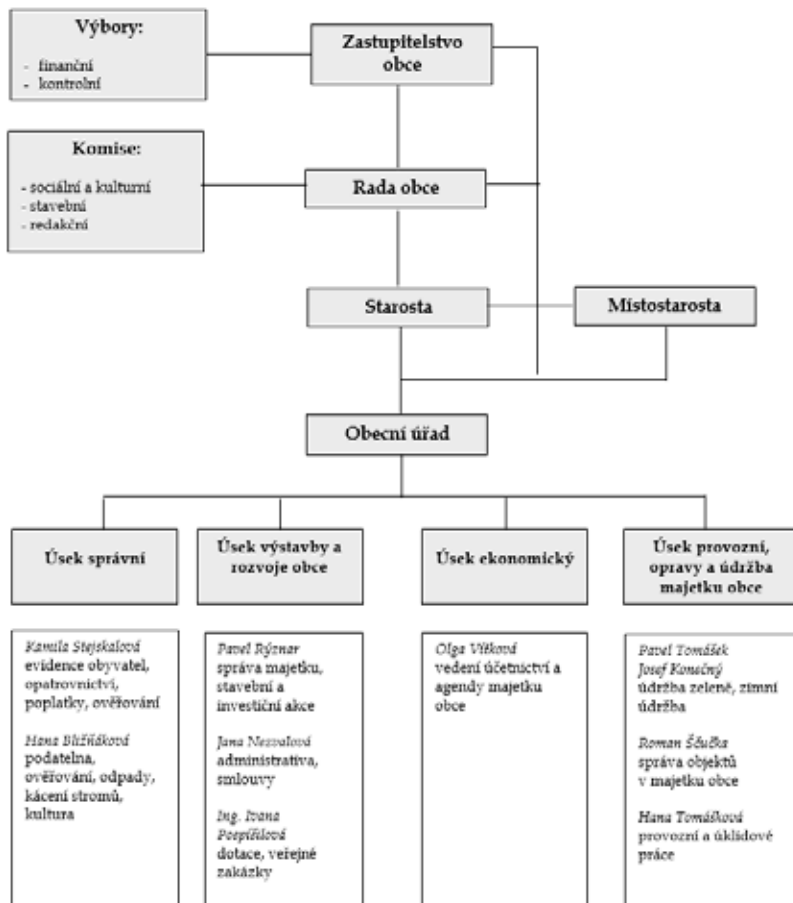 Výbory:
- finanční
- kontrolní
Zastupitelstvo
obce
Komise:
- sociální a kulturní
- stavební
- redakční
Rada obce
Starosta
Místostarosta
Obecní úřad
Úsek správní
Úsek výstavby a
rozvoje obce
Úsek ekonomický
Úsek provozní,
opravy a údržba
majetku obce
Kamila Stejskalová
evidence obyvatel,
opatrovnictví,
poplatky, ověřování
Hana Bližňáková
podatelna,
ověřování, odpady,
kácení stromů,
kultura
Pavel Rýznar
správa majetku,
stavební a
investiční akce
Jana Nezvalová
administrativa,
smlouvy
Ing. Ivana
Pospíšilová
dotace, veřejné
zakázky
Olga Vítková
vedení účetnictví a
agendy majetku
obce
Pavel Tomášek
Josef Konečný
údržba zeleně, zimní
údržba
Roman Ščučka
správa objektů
v majetku obce
Hana Tomášková
provozní a úklidové
práce